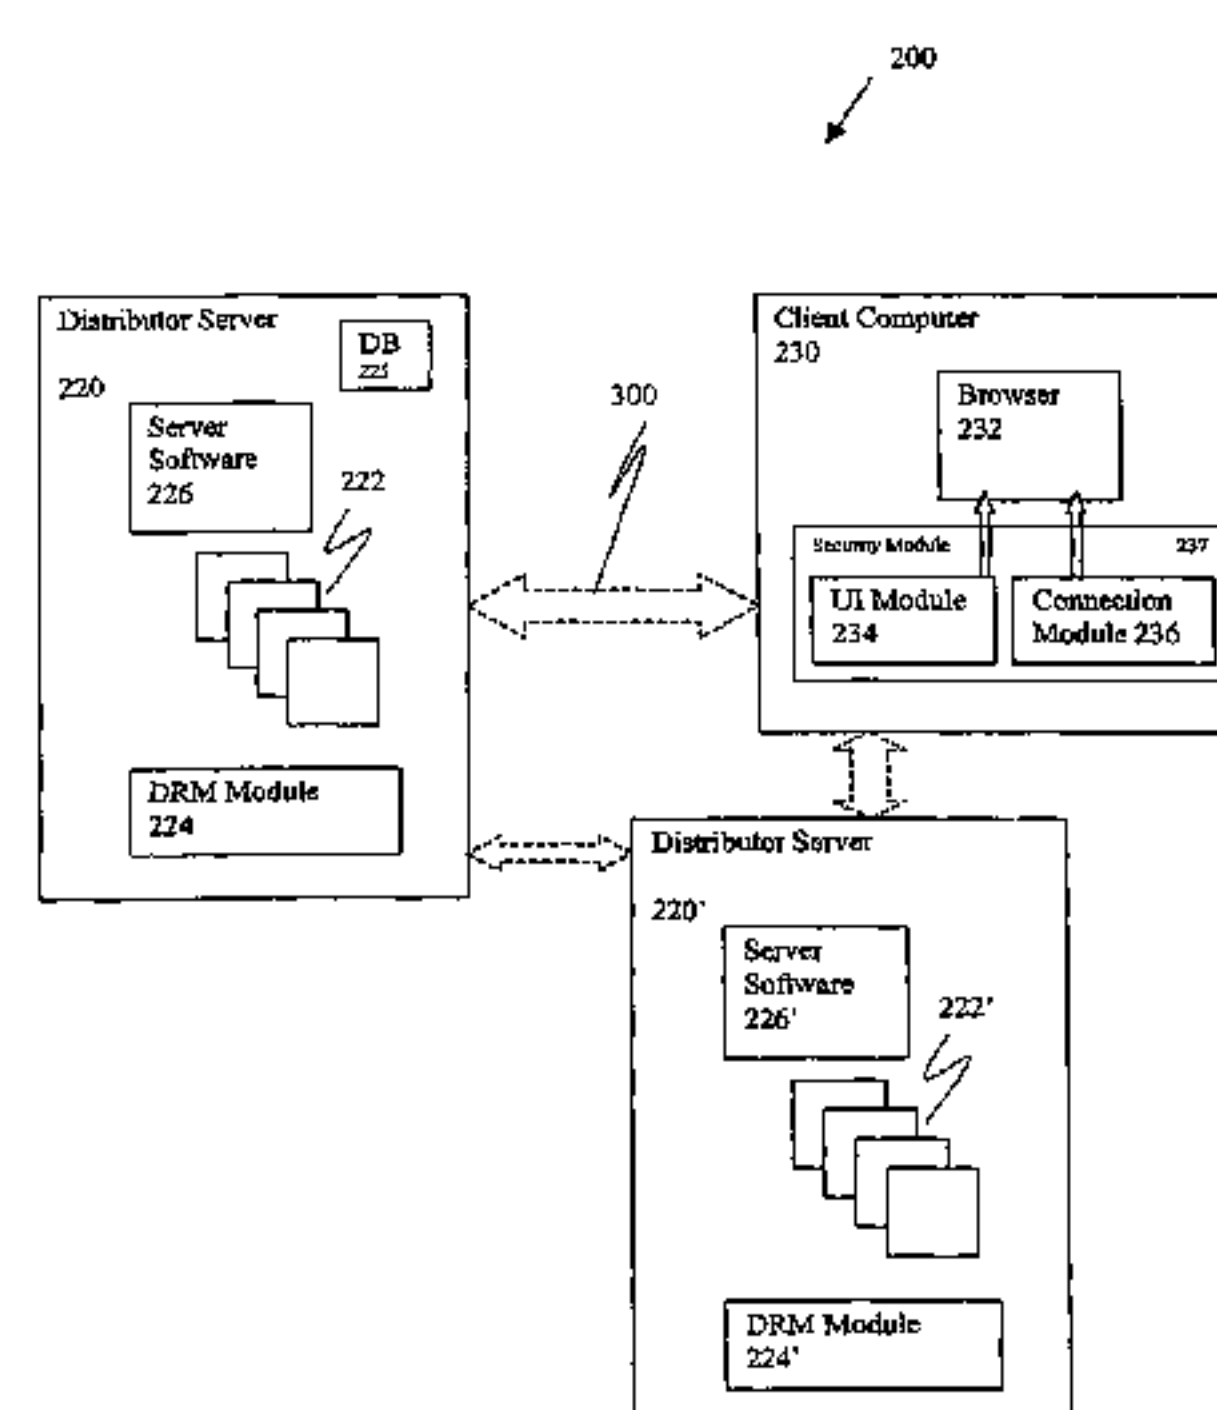 200
Distributor Server
220
DB
225
Server
Software
226
222
DRM Module
224
300
Client Computer
230
Browser
232
Security Module 237
UI Module
234
Connection
Module 236
Distributor Server
220'
Server
Software
226'
222'
DRM Module
224'